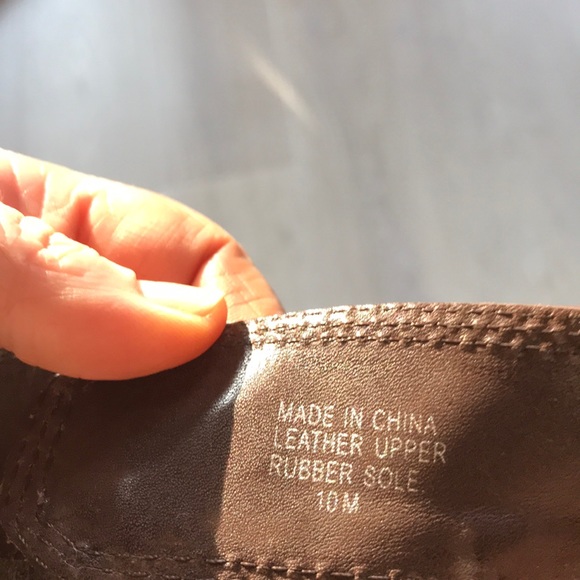 MADE IN CHINA
LEATHER UPPER
RUBBER SOLE
10M